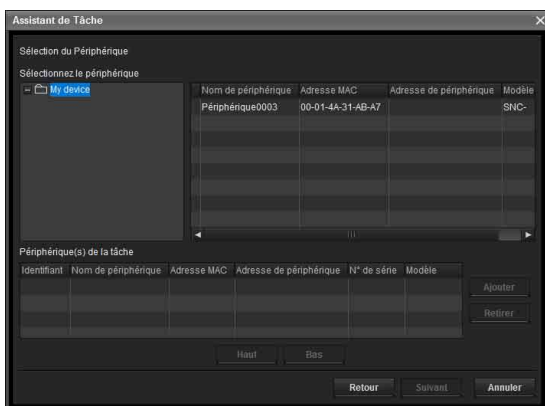 Assistant de Tâche
Sélection du Périphérique
Sélectionnez le périphérique
My device
Nom de périphérique Adresse MAC Adresse de périphérique Modèle
Périphérique0003 00-01-4A-31-AB-A7 SNC-
Périphérique(s) de la tâche
Identifiant Nom de périphérique Adresse MAC Adresse de périphérique N° de série Modèle
Ajouter
Retirer
Haut Bas
Retour Suivant Annuler